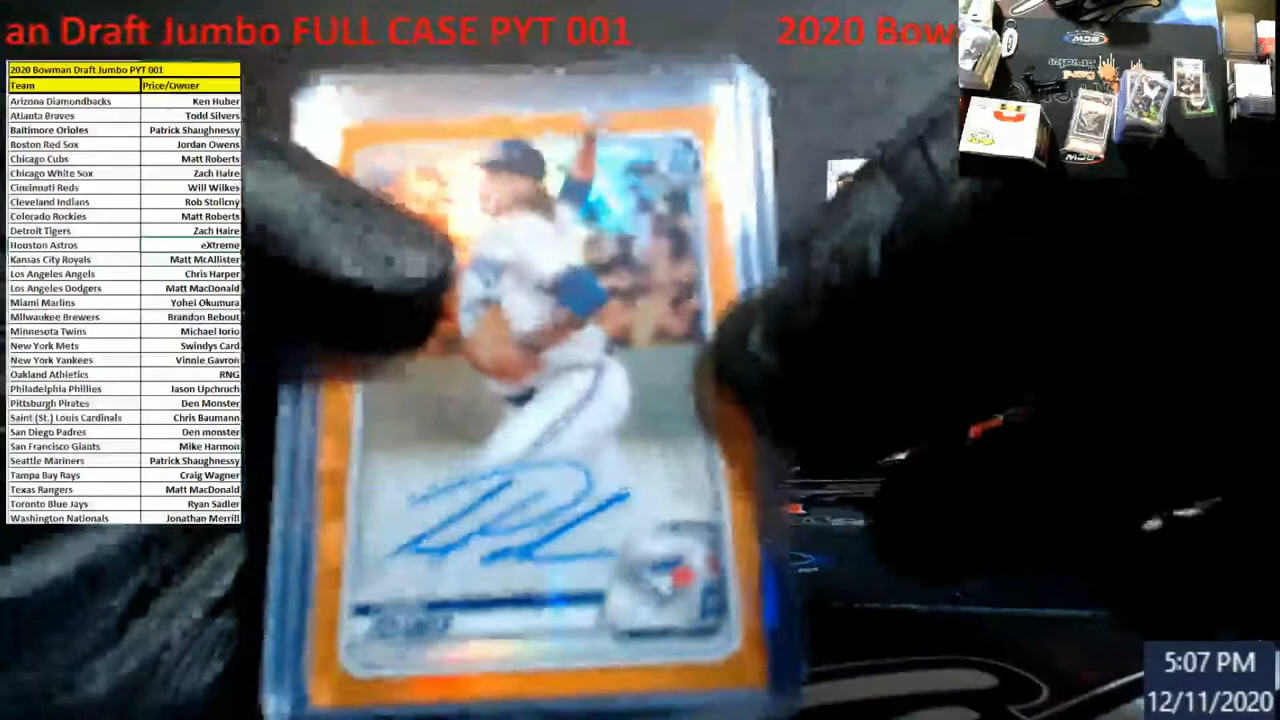 an Draft Jumbo FULL CASE PYT 001 2020 Bow
2020 Bowman Draft Jumbo PYT 001
Team Price/Owner
Arizona Diamondbacks Ken Huber
Atlanta Braves Todd Silvers
Baltimore Orioles Patrick Shaughnessy
Boston Red Sox Jordan Owens
Chicago Cubs Matt Roberts
Chicago White Sox Zach Haire
Cincinnati Reds Will Wilkes
Cleveland Indians Rob Stolicny
Colorado Rockies Matt Roberts
Detroit Tigers Zach Haire
Houston Astros eXtreme
Kansas City Royals Matt McAllister
Los Angeles Angels Chris Harper
Los Angeles Dodgers Matt MacDonald
Miami Marlins Yohei Okumura
Milwaukee Brewers Brandon Bebout
Minnesota Twins Michael Iorio
New York Mets Swindys Card
New York Yankees Vinnie Gavron
Oakland Athletics RNG
Philadelphia Phillies Jason Upchruch
Pittsburgh Pirates Den Monster
Saint (St.) Louis Cardinals Chris Baumann
San Diego Padres Den monster
San Francisco Giants Mike Harmon
Seattle Mariners Patrick Shaughnessy
Tampa Bay Rays Craig Wagner
Texas Rangers Matt MacDonald
Toronto Blue Jays Ryan Sadler
Washington Nationals Jonathan Merrill
5:07 PM
12/11/2020